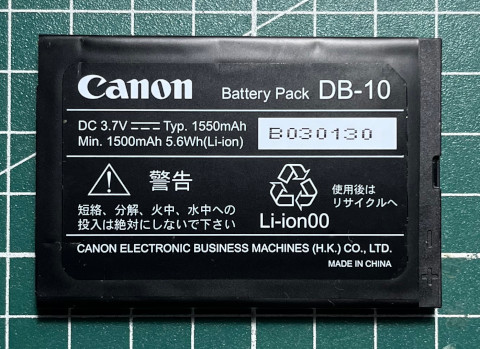 Canon Battery Pack DB-10
DC 3.7V ⎓ Typ. 1550mAh
Min. 1500mAh 5.6Wh(Li-ion)
B030130
警告
短絡、分解、火中、水中への
投入は絶対にしないで下さい
Li-ion00
使用後は
リサイクルへ
CANON ELECTRONIC BUSINESS MACHINES (H.K.) CO., LTD.
MADE IN CHINA